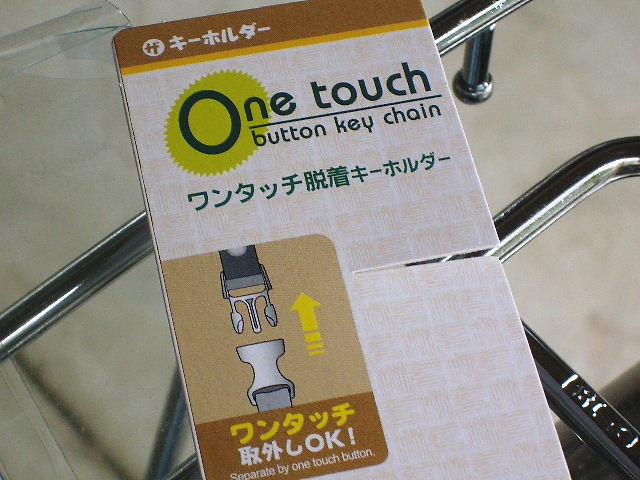 キーホルダー
One touch
button key chain
ワンタッチ脱着キーホルダー
ワンタッチ
取外しOK!
Separate by one touch button.